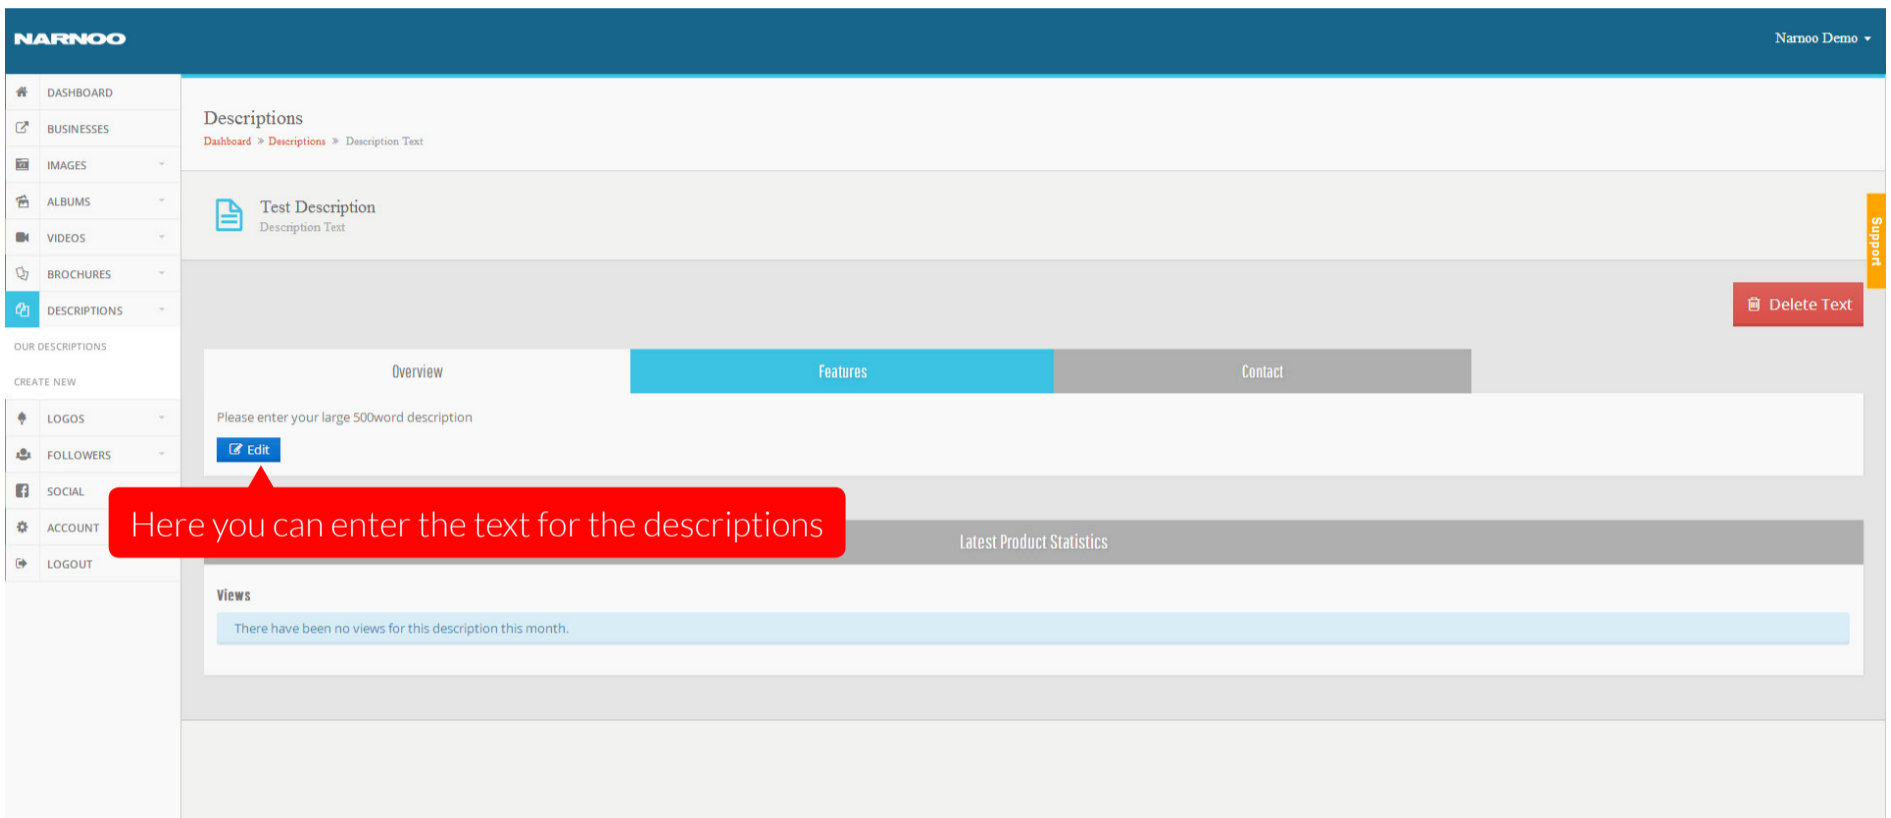 NARNOO
Narnoo Demo
DASHBOARD
BUSINESSES
IMAGES
ALBUMS
VIDEOS
BROCHURES
DESCRIPTIONS
OUR DESCRIPTIONS
CREATE NEW
LOGOS
FOLLOWERS
SOCIAL
ACCOUNT
LOGOUT
Descriptions
Dashboard » Descriptions » Description Text
Test Description
Description Text
Support
Delete Text
Overview Features Contact
Please enter your large 500word description
Edit
Here you can enter the text for the descriptions
Latest Product Statistics
Views
There have been no views for this description this month.